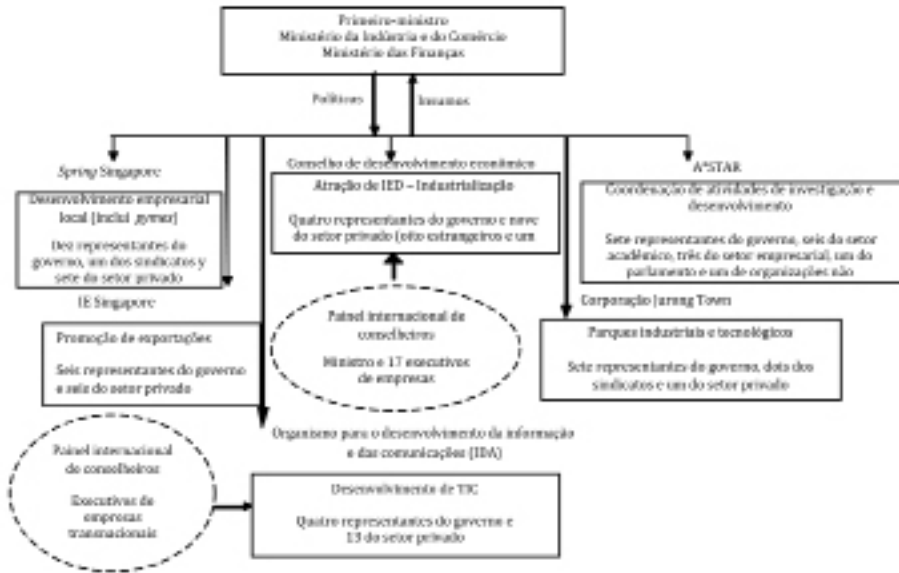 Primeiro-ministro
Ministério da Indústria e do Comércio
Ministério das Finanças
Políticas
Insumos
Spring Singapore
Desenvolvimento empresarial
local (inclui pymes)
Dez representantes do
governo, um dos sindicatos y
sete do setor privado
Conselho de desenvolvimento econômico
Atração de IED – Industrialização
Quatro representantes do governo e nove
do setor privado (oito estrangeiros e um
A*STAR
Coordenação de atividades de investigação e
desenvolvimento
Sete representantes do governo, seis do setor
acadêmico, três do setor empresarial, um do
parlamento e um de organizações não
IE Singapore
Promoção de exportações
Seis representantes do governo
e seis do setor privado
Painel internacional de
conselheiros
Ministro e 17 executivos
de empresas
Corporação Jurong Town
Parques industriais e tecnológicos
Sete representantes do governo, dois dos
sindicatos e um do setor privado
Organismo para o desenvolvimento da informação
e das comunicações (IDA)
Painel internacional
de conselheiros
Executivos de
empresas
transnacionais
Desenvolvimento de TIC
Quatro representantes do governo e
13 do setor privado